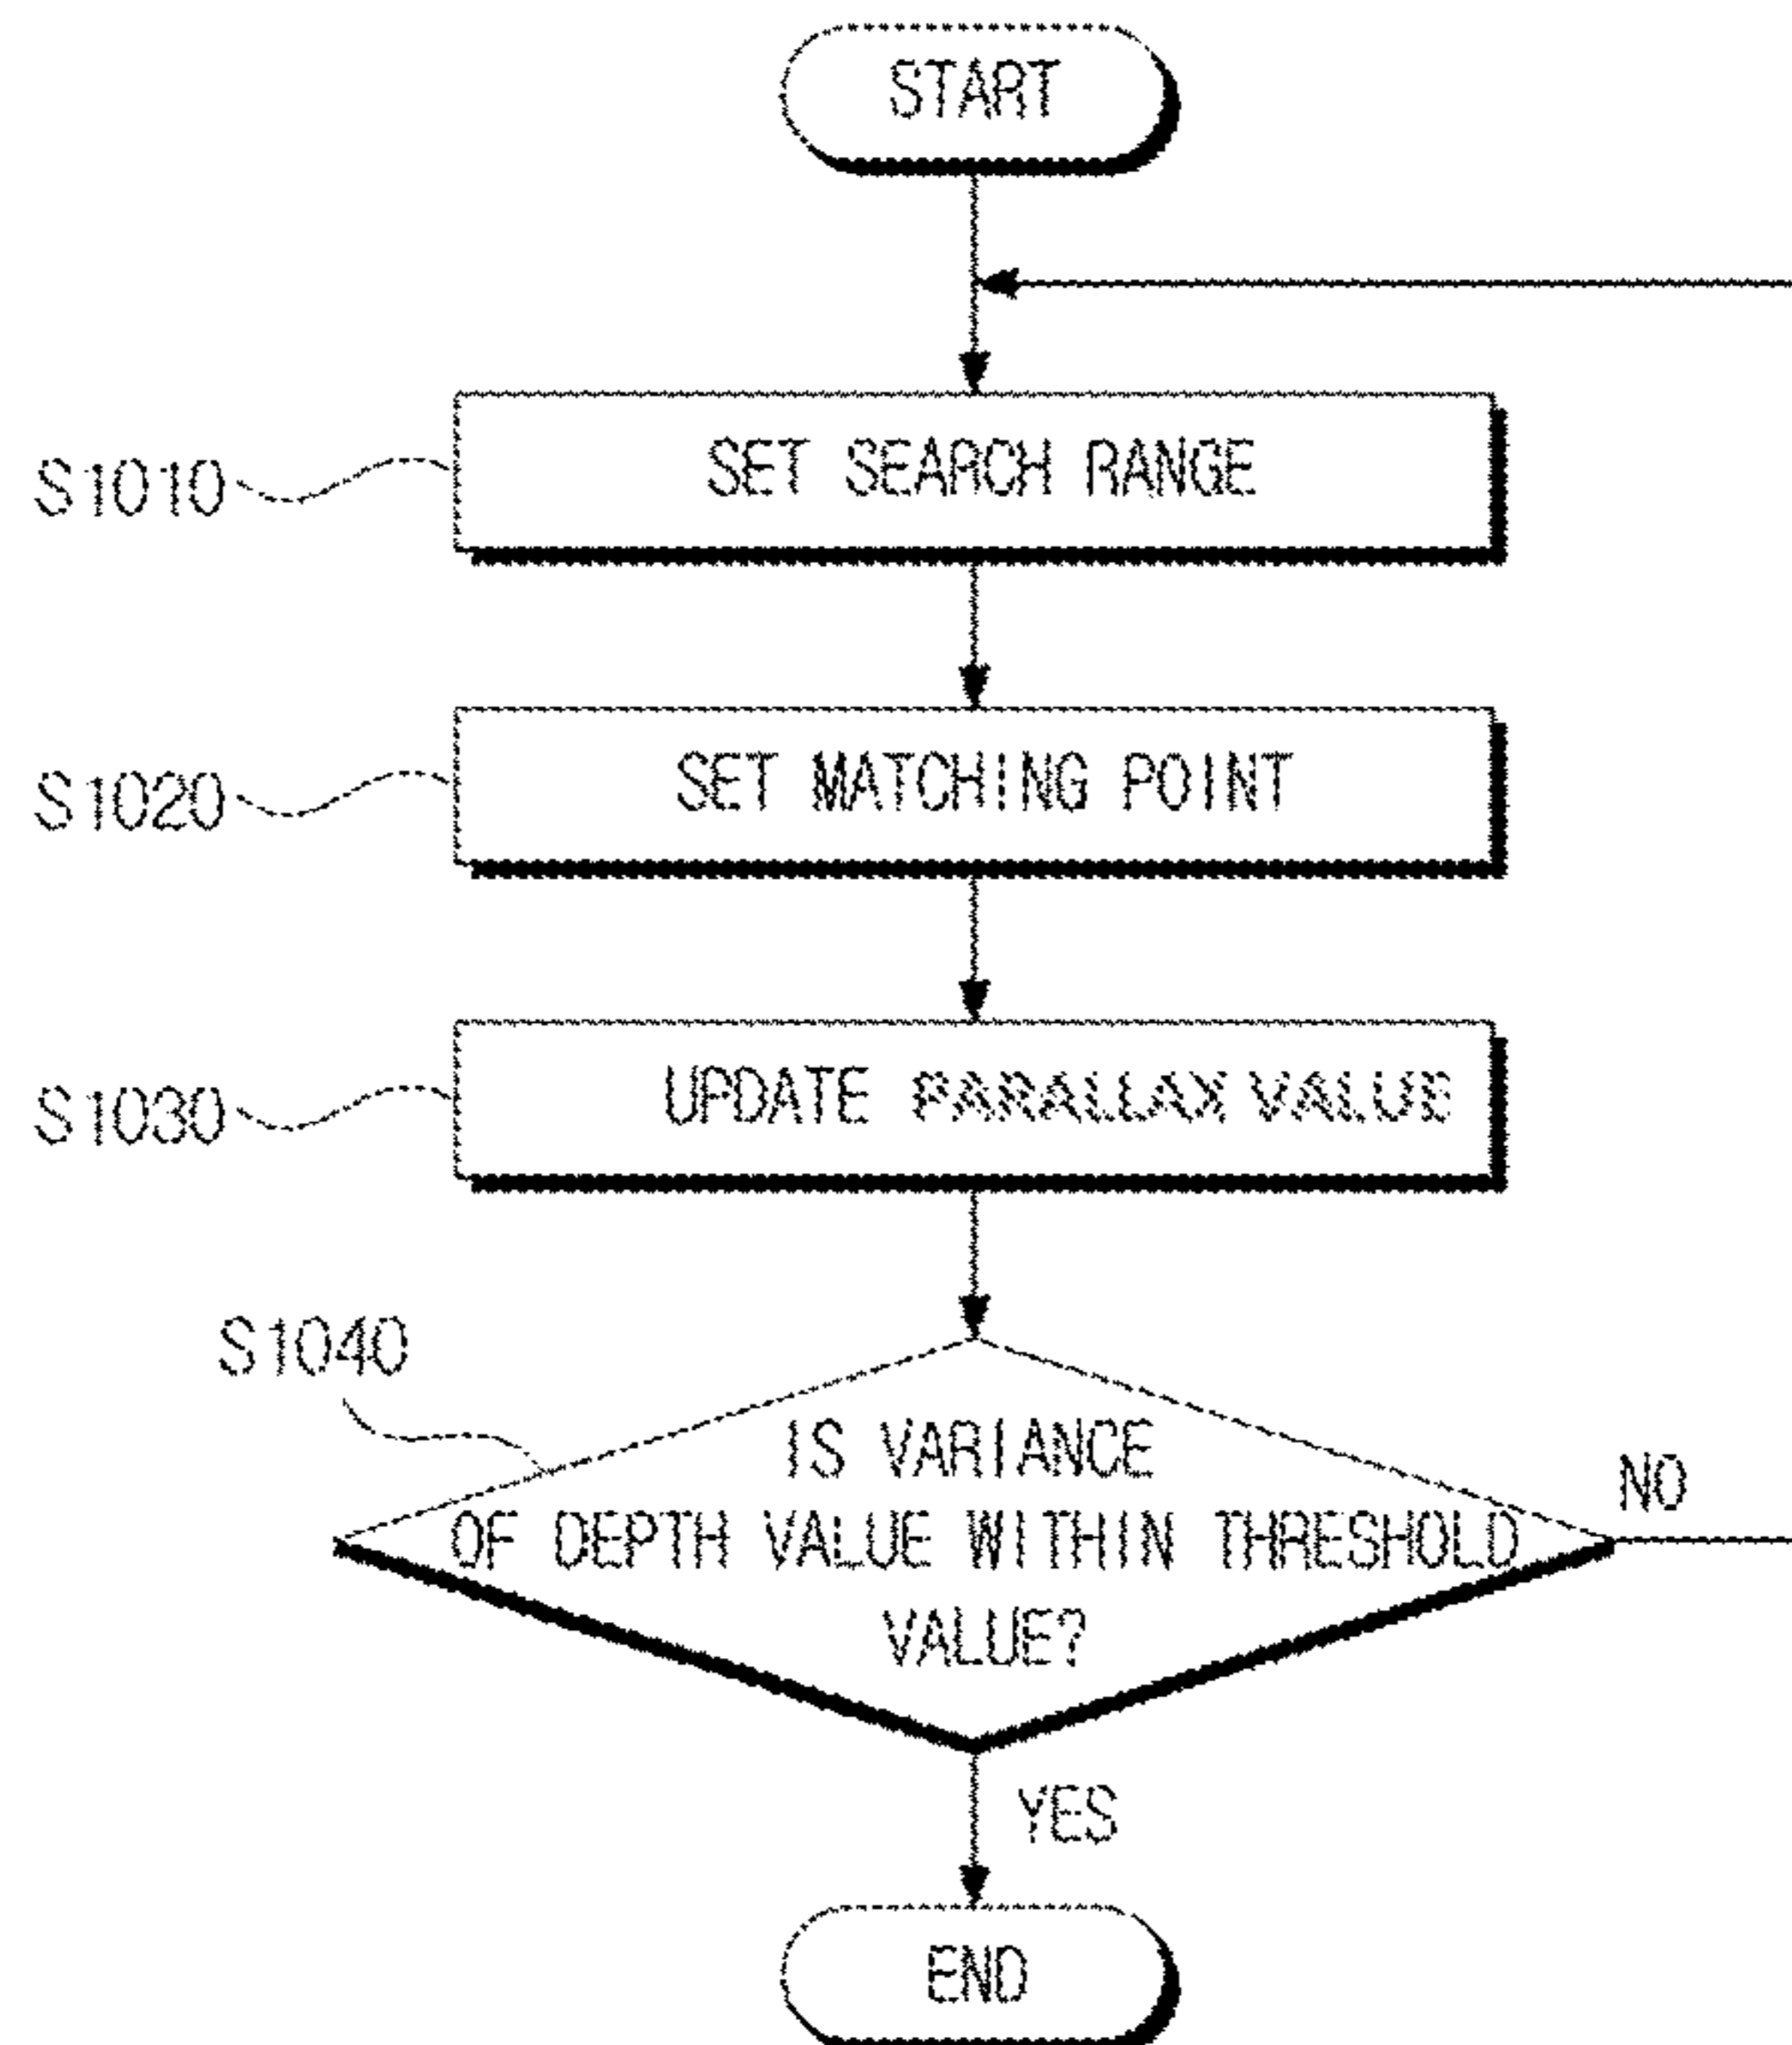 START
S1010
SET SEARCH RANGE
S1020
SET MATCHING POINT
S1030
UPDATE PARALLAX VALUE
S1040
IS VARIANCE
OF DEPTH VALUE WITHIN THRESHOLD
VALUE?
NO
YES
END